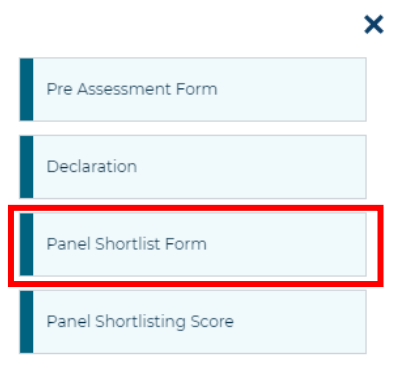 Pre Assessment Form
Declaration
Panel Shortlist Form
Panel Shortlisting Score